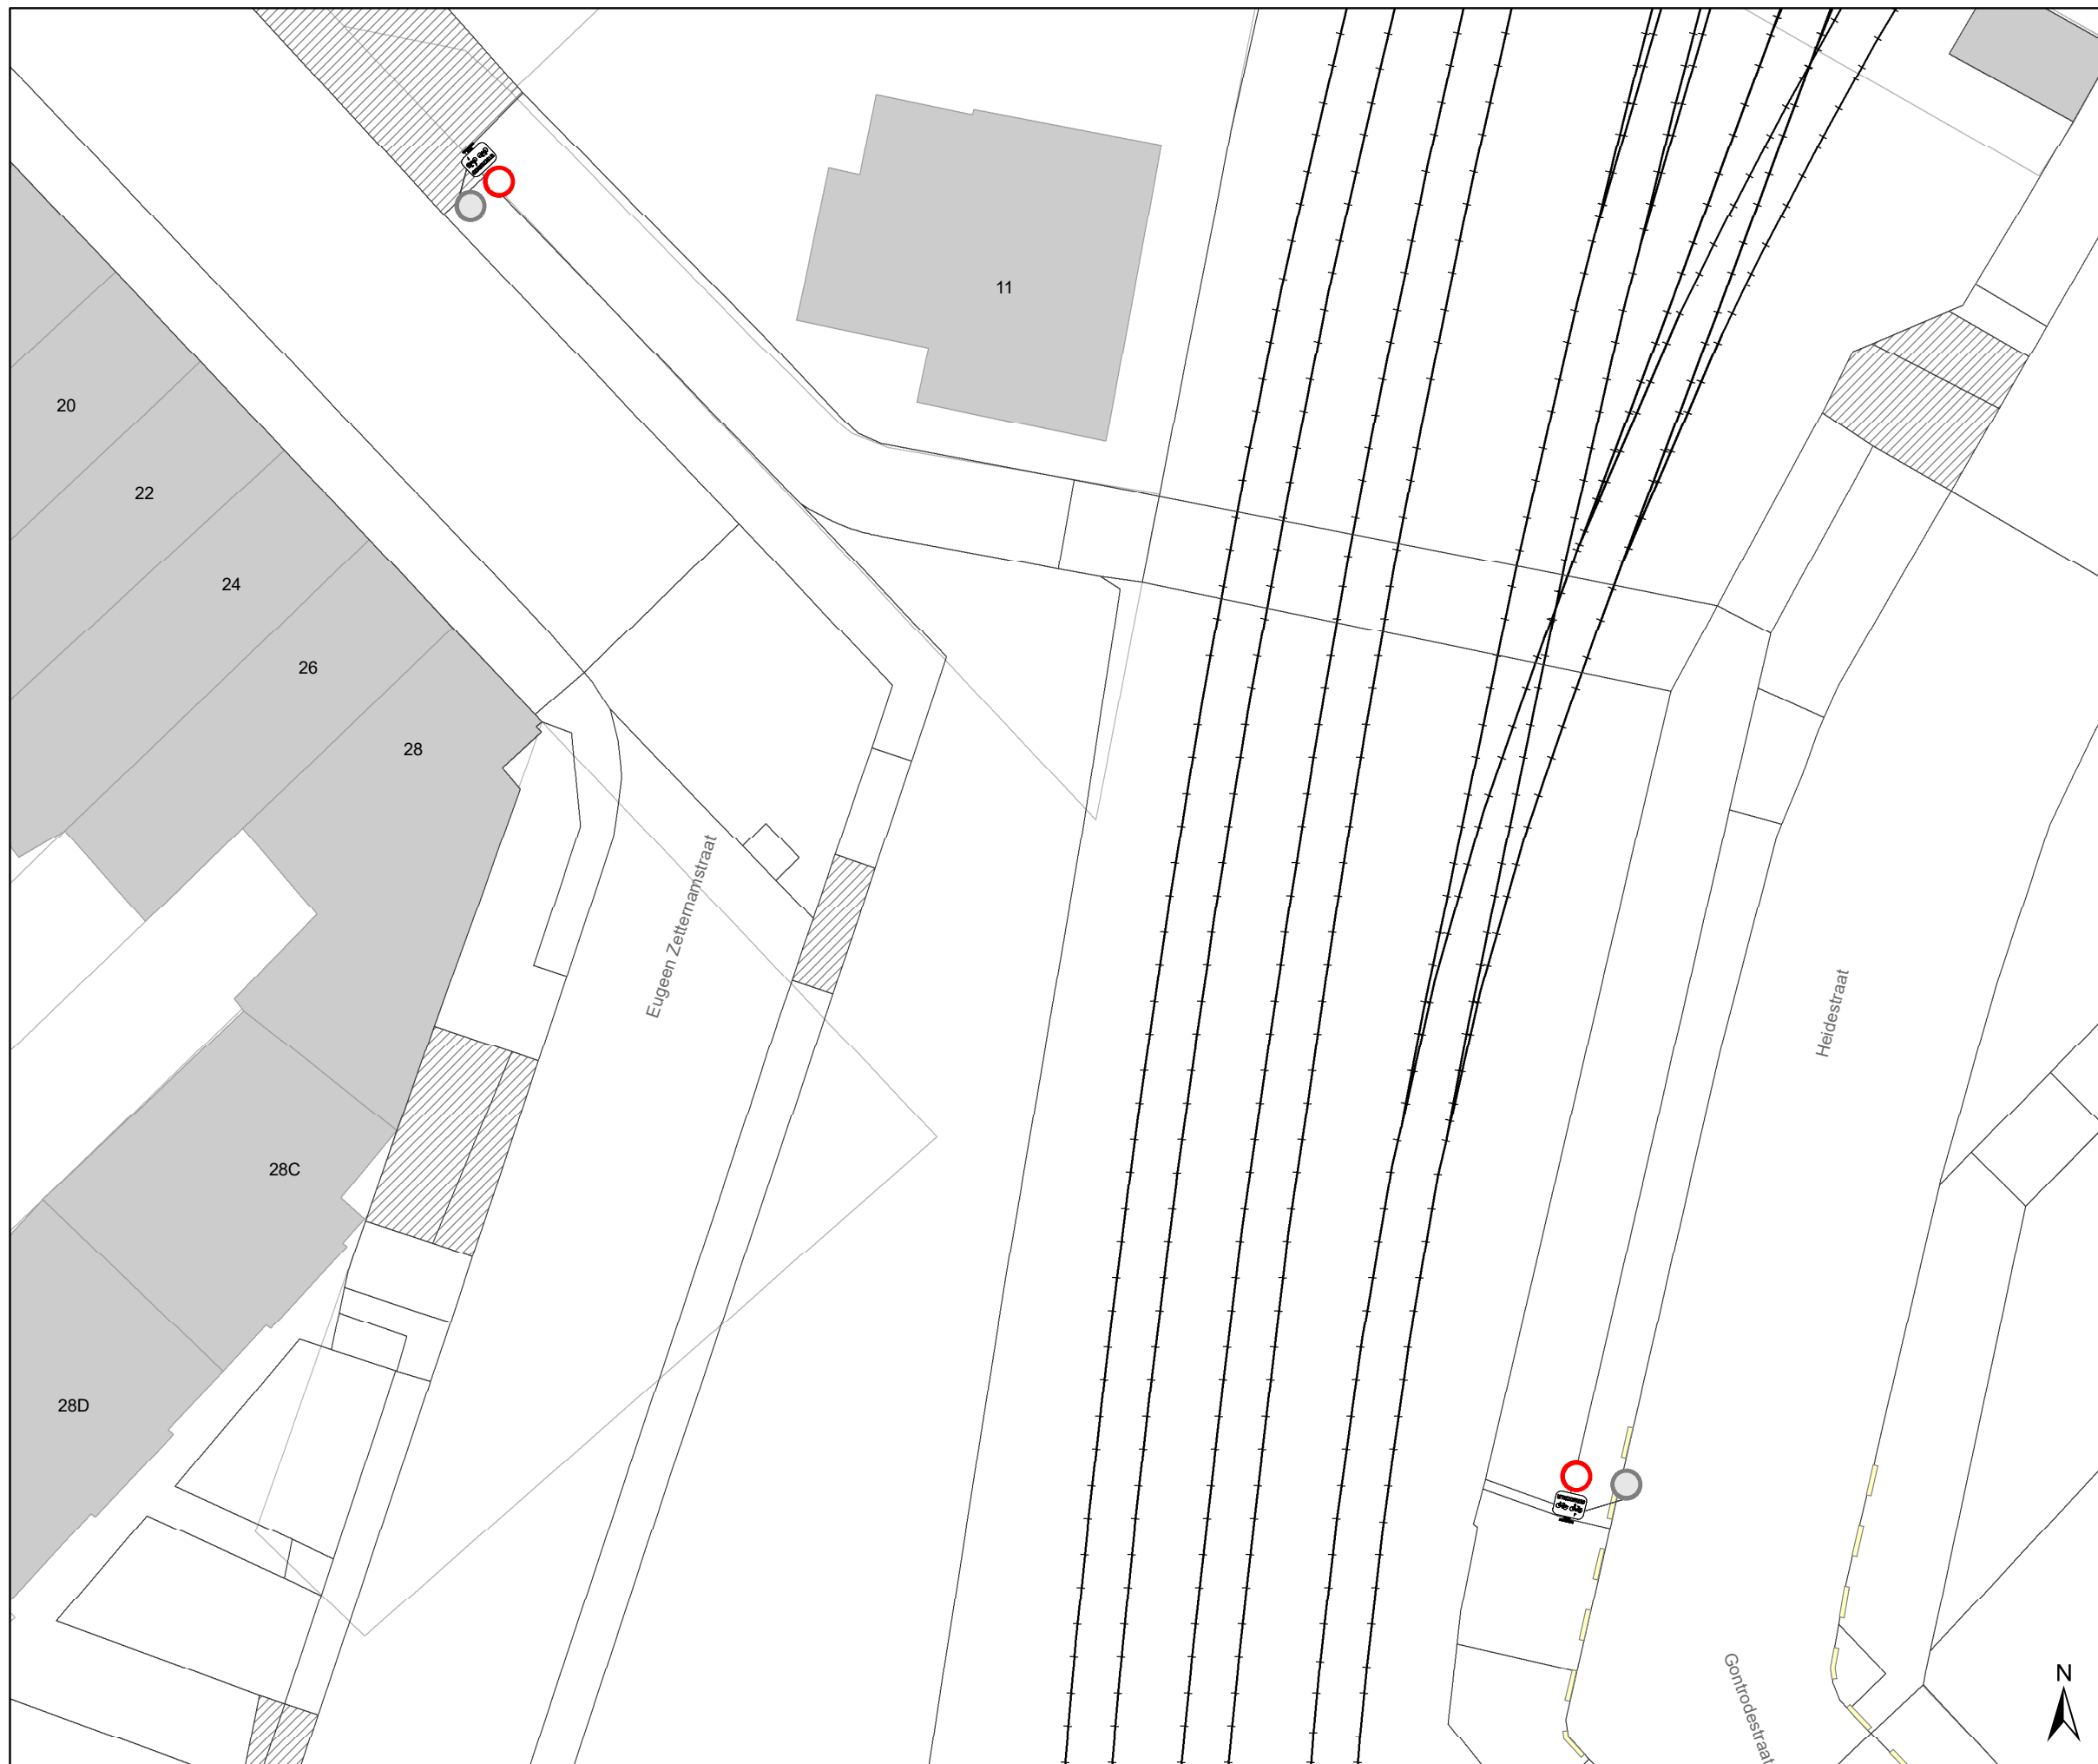 11
20
22
24
26
28
Eugeen Zetternamstraat
Heidestraat
28C
28D
Gontrodestraat
N